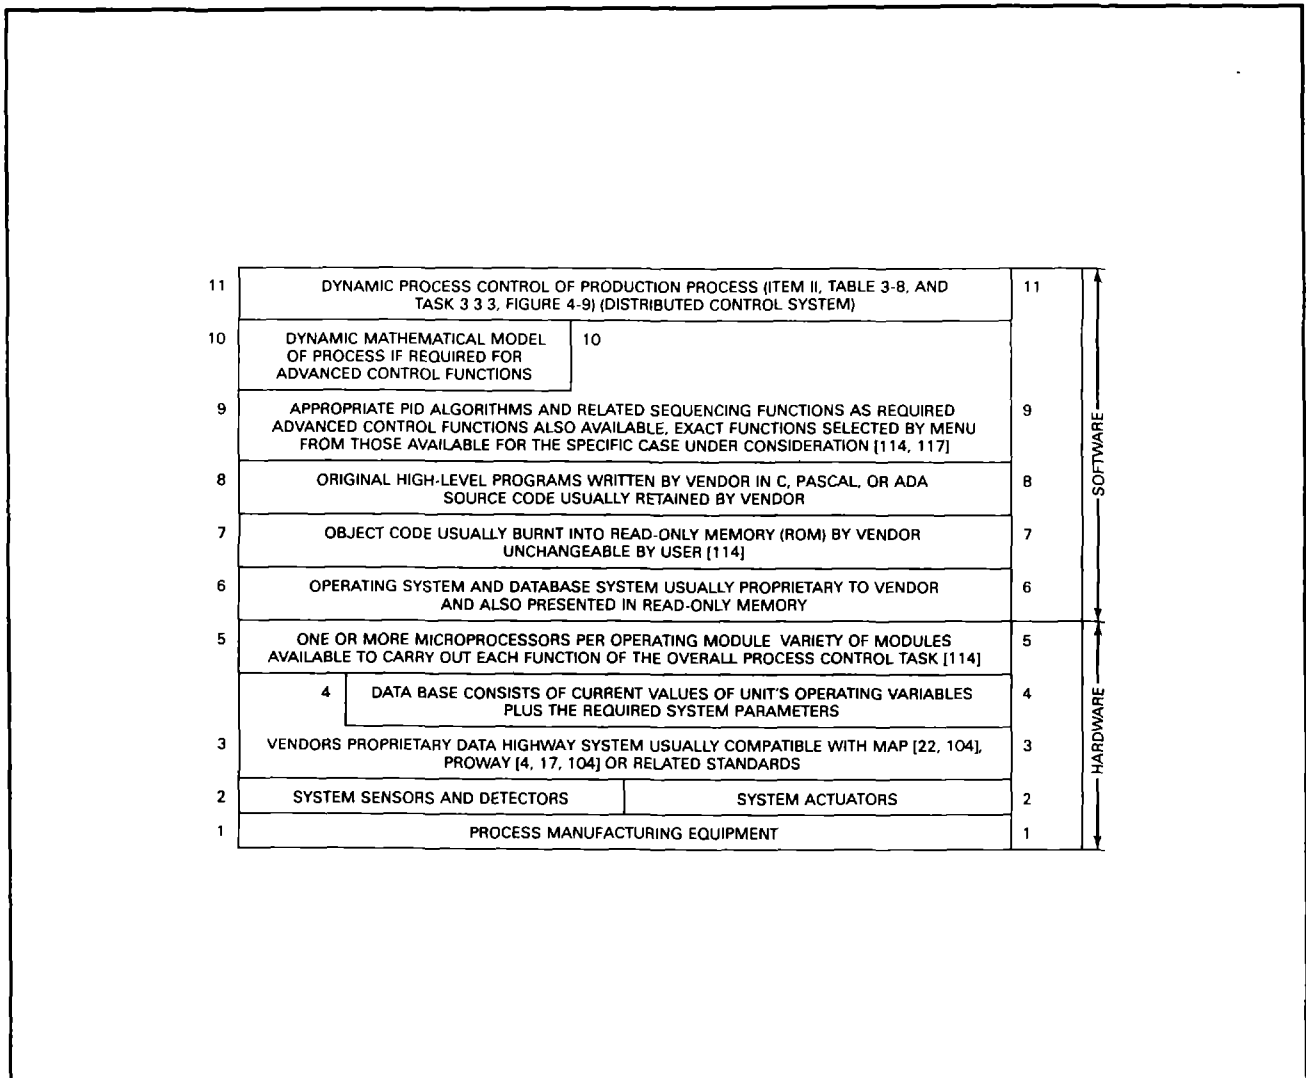 11 DYNAMIC PROCESS CONTROL OF PRODUCTION PROCESS (ITEM II, TABLE 3-8, AND 11
TASK 3 3 3, FIGURE 4-9) (DISTRIBUTED CONTROL SYSTEM)
10 DYNAMIC MATHEMATICAL MODEL 10
OF PROCESS IF REQUIRED FOR
ADVANCED CONTROL FUNCTIONS
9 APPROPRIATE PID ALGORITHMS AND RELATED SEQUENCING FUNCTIONS AS REQUIRED 9
ADVANCED CONTROL FUNCTIONS ALSO AVAILABLE, EXACT FUNCTIONS SELECTED BY MENU
FROM THOSE AVAILABLE FOR THE SPECIFIC CASE UNDER CONSIDERATION [114, 117]
8 ORIGINAL HIGH-LEVEL PROGRAMS WRITTEN BY VENDOR IN C, PASCAL, OR ADA 8
SOURCE CODE USUALLY RETAINED BY VENDOR
7 OBJECT CODE USUALLY BURNT INTO READ-ONLY MEMORY (ROM) BY VENDOR 7
UNCHANGEABLE BY USER [114]
6 OPERATING SYSTEM AND DATABASE SYSTEM USUALLY PROPRIETARY TO VENDOR 6
AND ALSO PRESENTED IN READ-ONLY MEMORY
SOFTWARE
5 ONE OR MORE MICROPROCESSORS PER OPERATING MODULE VARIETY OF MODULES 5
AVAILABLE TO CARRY OUT EACH FUNCTION OF THE OVERALL PROCESS CONTROL TASK [114]
4 DATA BASE CONSISTS OF CURRENT VALUES OF UNIT'S OPERATING VARIABLES 4
PLUS THE REQUIRED SYSTEM PARAMETERS
3 VENDORS PROPRIETARY DATA HIGHWAY SYSTEM USUALLY COMPATIBLE WITH MAP [22, 104], 3
PROWAY [4, 17, 104] OR RELATED STANDARDS
2 SYSTEM SENSORS AND DETECTORS SYSTEM ACTUATORS 2
1 PROCESS MANUFACTURING EQUIPMENT 1
HARDWARE